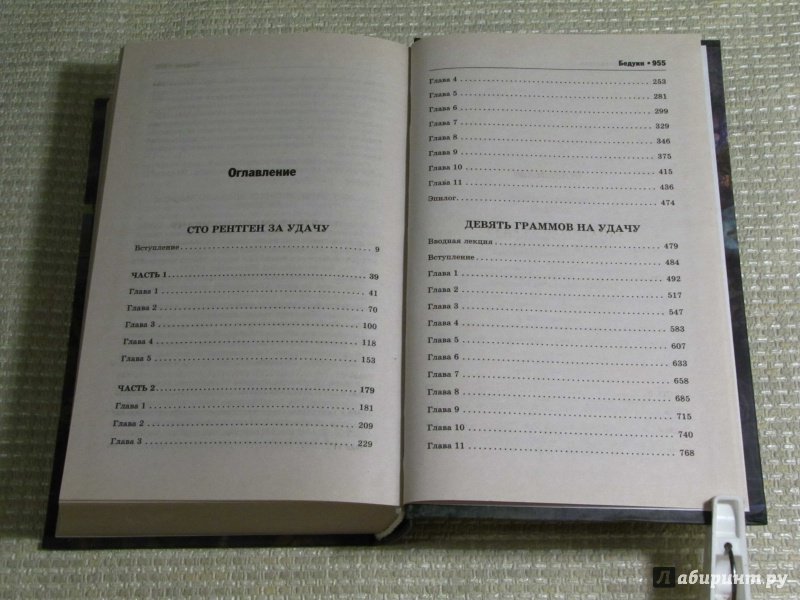 Оглавление
СТО РЕНТГЕН ЗА УДАЧУ
Вступление 9
ЧАСТЬ 1 39
Глава 1 41
Глава 2 70
Глава 3 100
Глава 4 118
Глава 5 153
ЧАСТЬ 2 179
Глава 1 181
Глава 2 209
Глава 3 229
Бедуин • 955
Глава 4 253
Глава 5 281
Глава 6 299
Глава 7 329
Глава 8 346
Глава 9 375
Глава 10 415
Глава 11 436
Эпилог 474
ДЕВЯТЬ ГРАММОВ НА УДАЧУ
Вводная лекция 479
Вступление 484
Глава 1 492
Глава 2 517
Глава 3 547
Глава 4 583
Глава 5 607
Глава 6 633
Глава 7 658
Глава 8 685
Глава 9 715
Глава 10 740
Глава 11 768
Лабиринт.ру